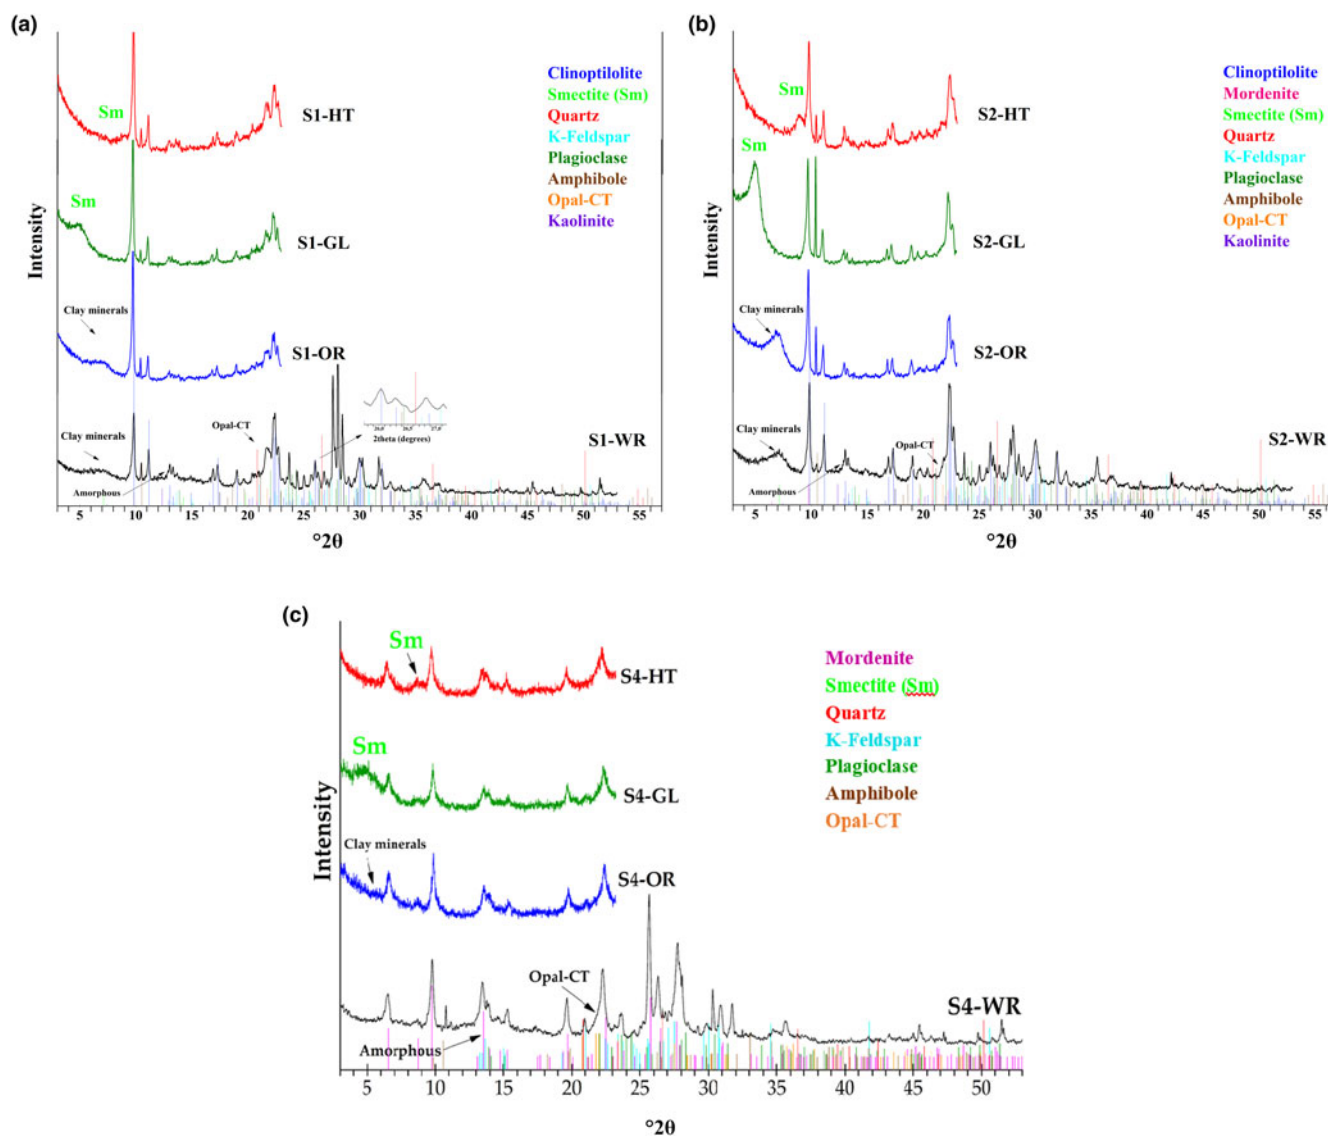 (a)
Intensity
Clinoptilolite
Smectite (Sm)
Quartz
K-Feldspar
Plagioclase
Amphibole
Opal-CT
Kaolinite
Sm
S1-HT
Sm
S1-GL
Clay minerals
S1-OR
Opal-CT
2theta (degrees)
Clay minerals
S1-WR
Amorphous
5 10 15 20 25 30 35 40 45 50 55 57
°2θ
(b)
Intensity
Clinoptilolite
Mordenite
Smectite (Sm)
Quartz
K-Feldspar
Plagioclase
Amphibole
Opal-CT
Kaolinite
Sm
S2-HT
Sm
S2-GL
Clay minerals
S2-OR
Clay minerals
Opal-CT
S2-WR
Amorphous
5 10 15 20 25 30 35 40 45 50 55 56
°2θ
(c)
Intensity
Mordenite
Smectite (Sm)
Quartz
K-Feldspar
Plagioclase
Amphibole
Opal-CT
Sm
S4-HT
Sm
S4-GL
Clay minerals
S4-OR
Opal-CT
S4-WR
Amorphous
5 10 15 20 25 30 35 40 45 50
°2θ